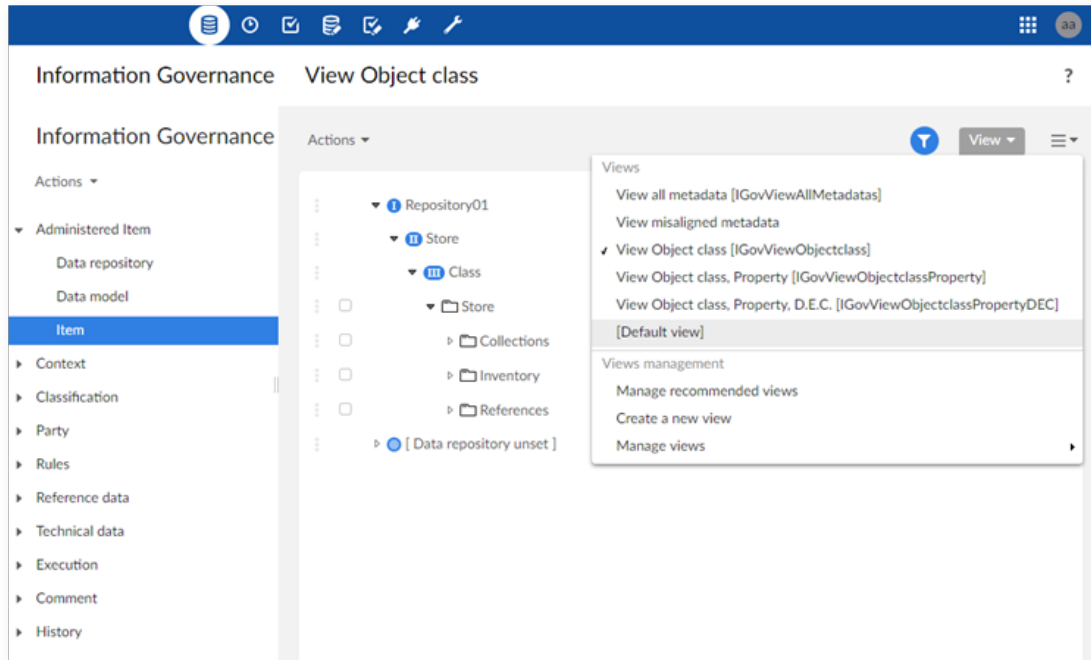 aa
Information Governance
View Object class
?
Information Governance
Actions
Administered Item
Data repository
Data model
Item
Context
Classification
Party
Rules
Reference data
Technical data
Execution
Comment
History
Actions
View
I Repository01
II Store
III Class
Store
Collections
Inventory
References
[ Data repository unset ]
Views
View all metadata [IGovViewAllMetadatas]
View misaligned metadata
View Object class [IGovViewObjectclass]
View Object class, Property [IGovViewObjectclassProperty]
View Object class, Property, D.E.C. [IGovViewObjectclassPropertyDEC]
[Default view]
Views management
Manage recommended views
Create a new view
Manage views